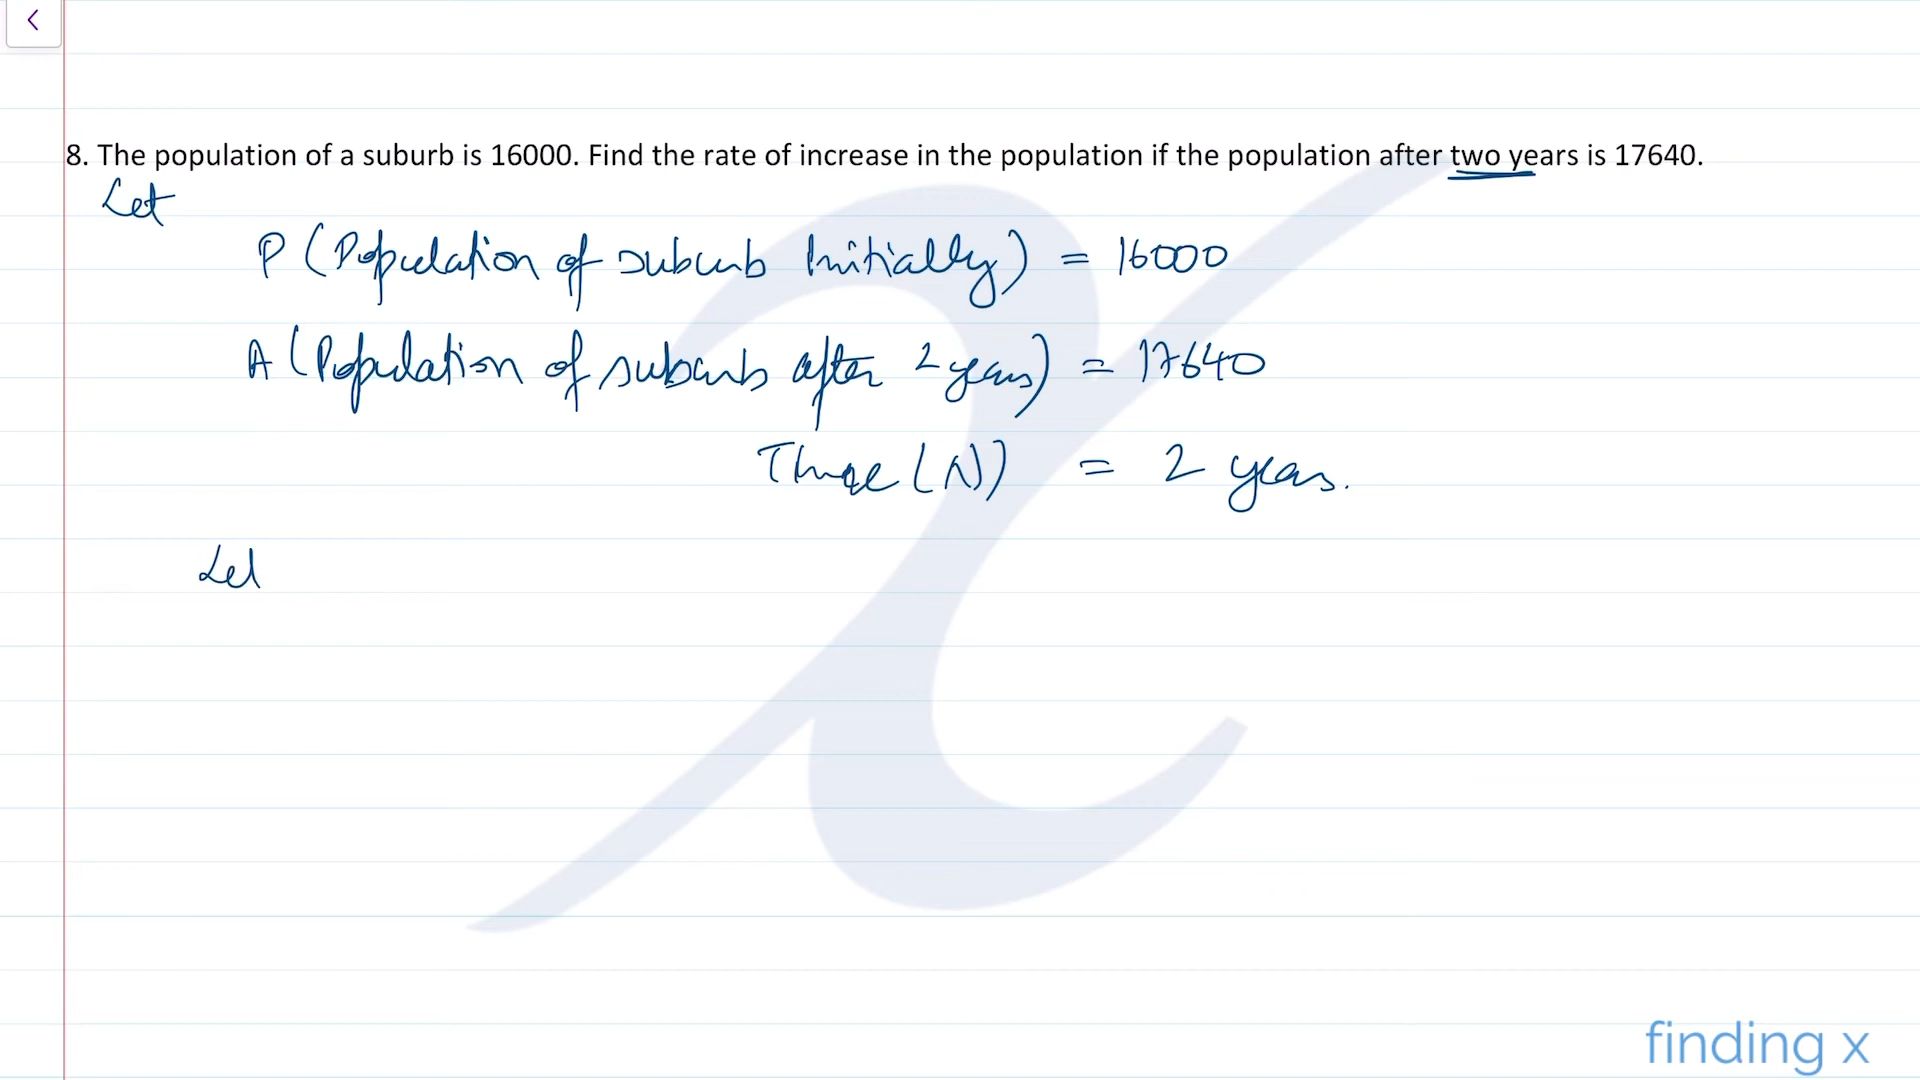 8. The population of a suburb is 16000. Find the rate of increase in the population if the population after two years is 17640.
Let
P (Population of suburb Initially) = 16000
A (Population of suburb after 2 years) = 17640
Time (N) = 2 years.
Let
finding x